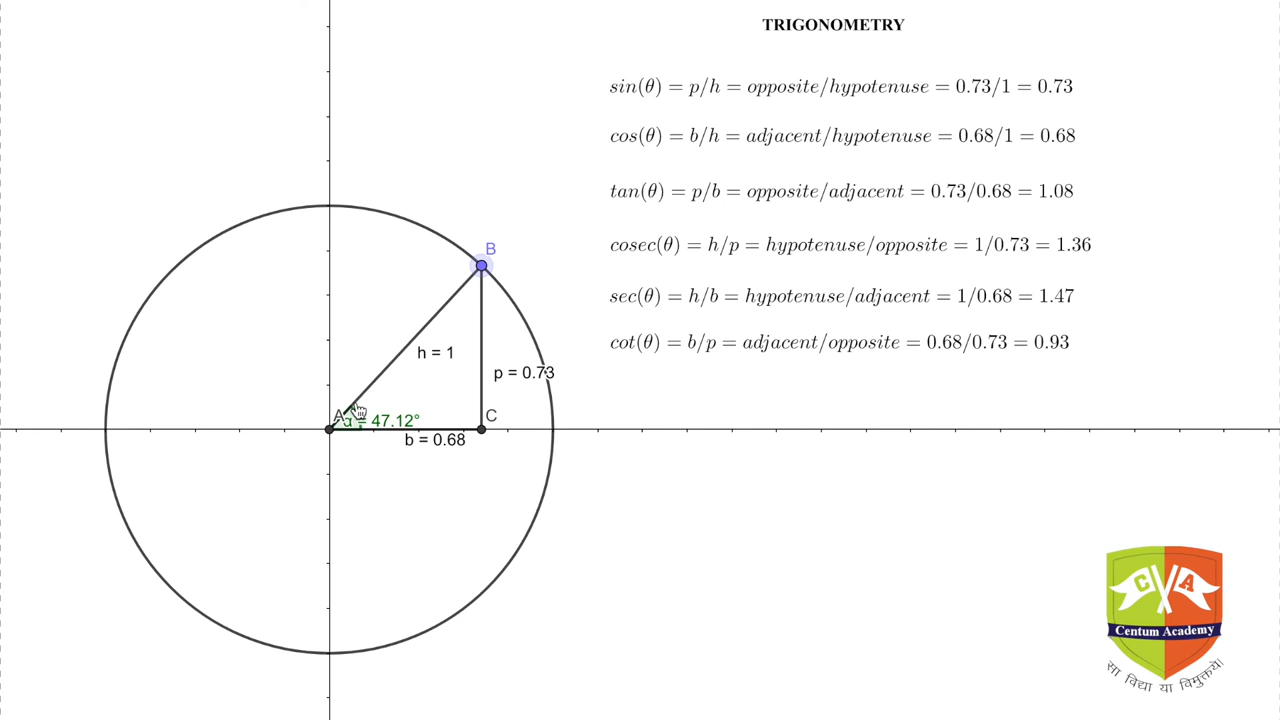 TRIGONOMETRY
sin(θ) = p/h = opposite/hypotenuse = 0.73/1 = 0.73
cos(θ) = b/h = adjacent/hypotenuse = 0.68/1 = 0.68
tan(θ) = p/b = opposite/adjacent = 0.73/0.68 = 1.08
cosec(θ) = h/p = hypotenuse/opposite = 1/0.73 = 1.36
sec(θ) = h/b = hypotenuse/adjacent = 1/0.68 = 1.47
cot(θ) = b/p = adjacent/opposite = 0.68/0.73 = 0.93
B
h = 1
p = 0.73
A
α = 47.12°
C
b = 0.68
C A
Centum Academy
सा विद्या या विमुक्तये।